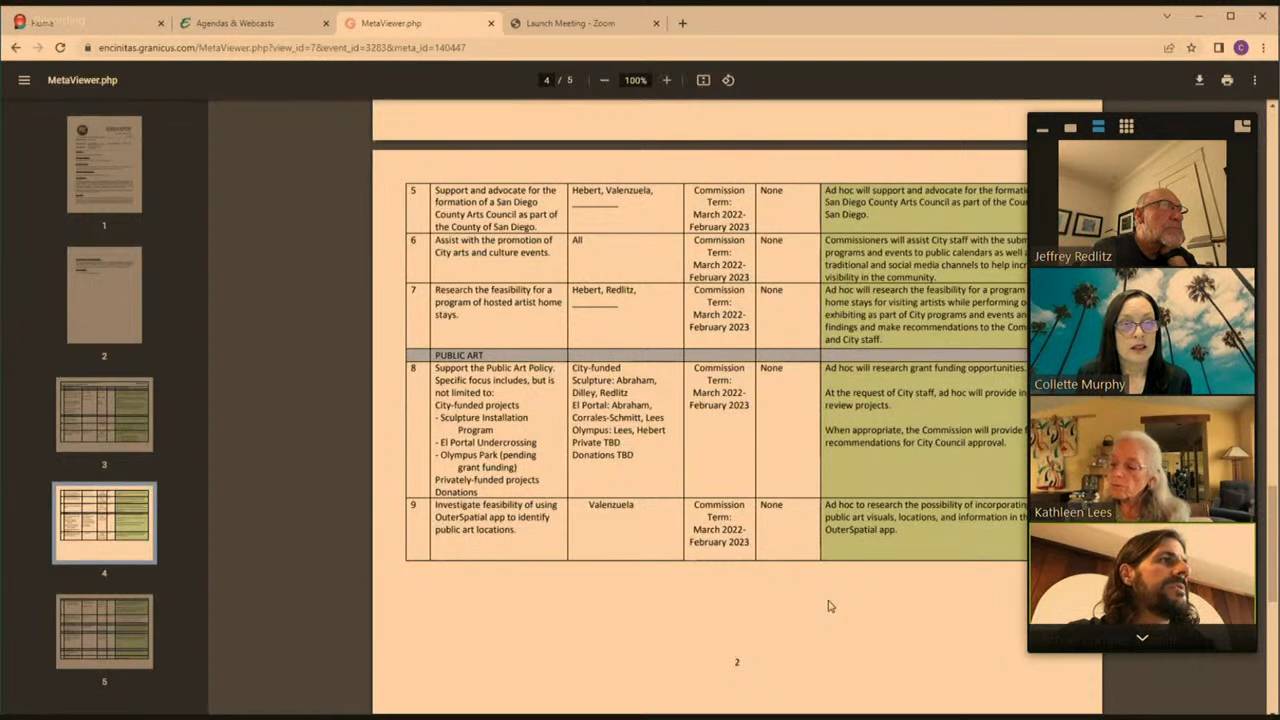 Recording
Agendas & Webcasts
MetaViewer.php
Launch Meeting - Zoom
encinitas.granicus.com/MetaViewer.php?view_id=7&event_id=3283&meta_id=140447
C
MetaViewer.php
4 / 5
100%
1
2
3
4
5
5
Support and advocate for the
formation of a San Diego
County Arts Council as part of
the County of San Diego.
Hebert, Valenzuela,
Commission
Term:
March 2022-
February 2023
None
Ad hoc will support and advocate for the formati
San Diego County Arts Council as part of the Cou
San Diego.
6
Assist with the promotion of
City arts and culture events.
All
Commission
Term:
March 2022-
February 2023
None
Commissioners will assist City staff with the subm
programs and events to public calendars as well a
traditional and social media channels to help incr
visibility in the community.
7
Research the feasibility for a
program of hosted artist home
stays.
Hebert, Redlitz,
Commission
Term:
March 2022-
February 2023
None
Ad hoc will research the feasibility for a program
home stays for visiting artists while performing o
exhibiting as part of City programs and events an
findings and make recommendations to the Com
and City staff.
PUBLIC ART
8
Support the Public Art Policy.
Specific focus includes, but is
not limited to:
City-funded projects
- Sculpture Installation
Program
- El Portal Undercrossing
- Olympus Park (pending
grant funding)
Privately-funded projects
Donations
City-funded
Sculpture: Abraham,
Dilley, Redlitz
El Portal: Abraham,
Corrales-Schmitt, Lees
Olympus: Lees, Hebert
Private TBD
Donations TBD
Commission
Term:
March 2022-
February 2023
None
Ad hoc will research grant funding opportunities.
At the request of City staff, ad hoc will provide in
review projects.
When appropriate, the Commission will provide f
recommendations for City Council approval.
9
Investigate feasibility of using
OuterSpatial app to identify
public art locations.
Valenzuela
Commission
Term:
March 2022-
February 2023
None
Ad hoc to research the possibility of incorporatin
public art visuals, locations, and information in th
OuterSpatial app.
2
Jeffrey Redlitz
Collette Murphy
Kathleen Lees